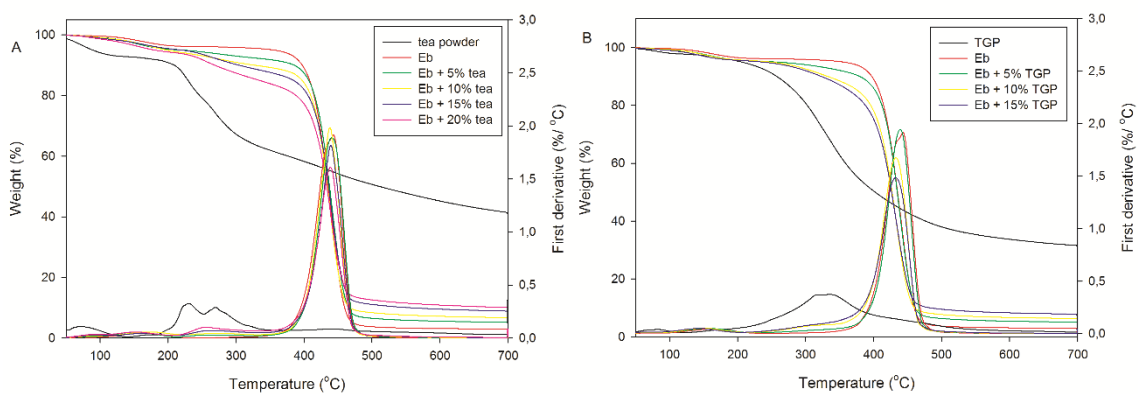 A
Weight (%)
100
80
60
40
20
0
tea powder
Eb
Eb + 5% tea
Eb + 10% tea
Eb + 15% tea
Eb + 20% tea
3,0
2,5
2,0
1,5
1,0
0,5
0,0
First derivative (%/ °C)
100 200 300 400 500 600 700
Temperature (°C)
B
Weight (%)
100
80
60
40
20
0
TGP
Eb
Eb + 5% TGP
Eb + 10% TGP
Eb + 15% TGP
3,0
2,5
2,0
1,5
1,0
0,5
0,0
First derivative (%/ °C)
100 200 300 400 500 600 700
Temperature (°C)